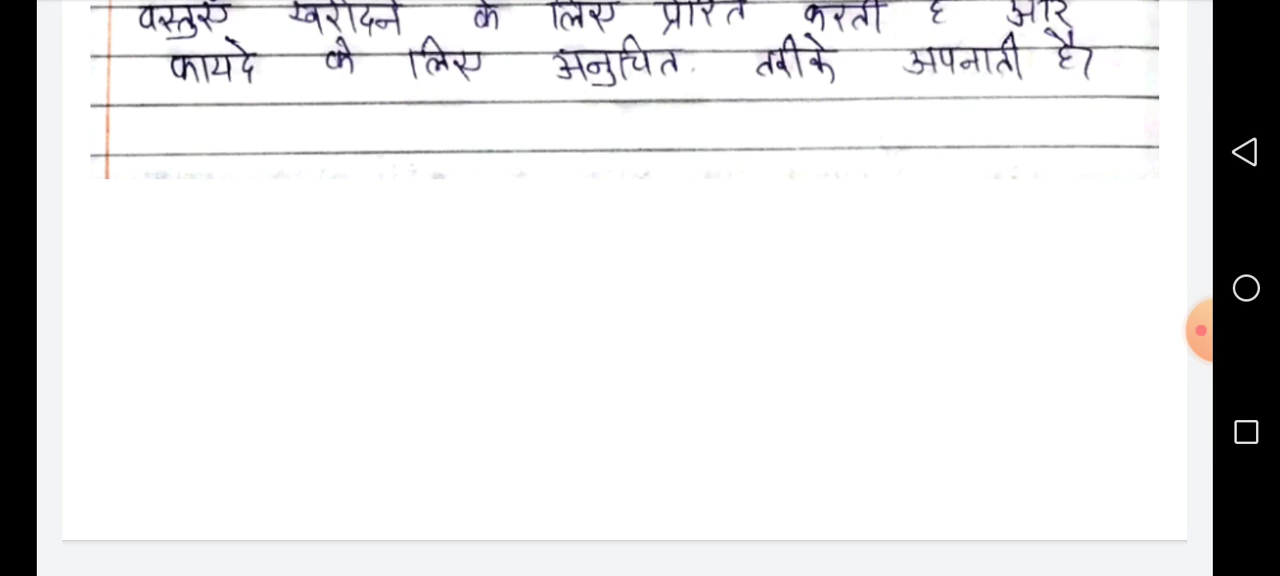 वस्तुएँ खरीदने के लिए प्रेरित करती है और
फायदे के लिए अनुचित तरीके अपनाती है।